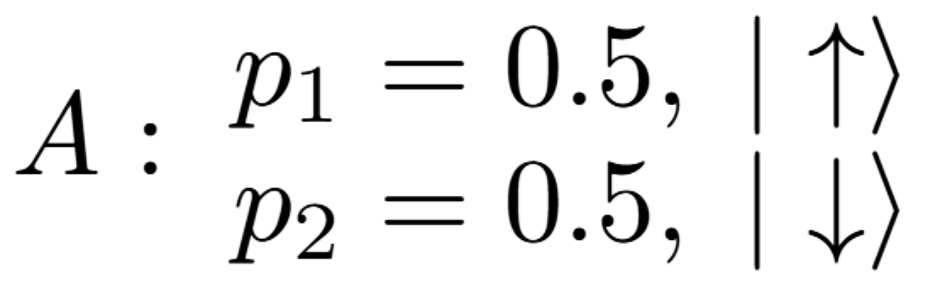 A : p₁ = 0.5, | ↑⟩
p₂ = 0.5, | ↓⟩